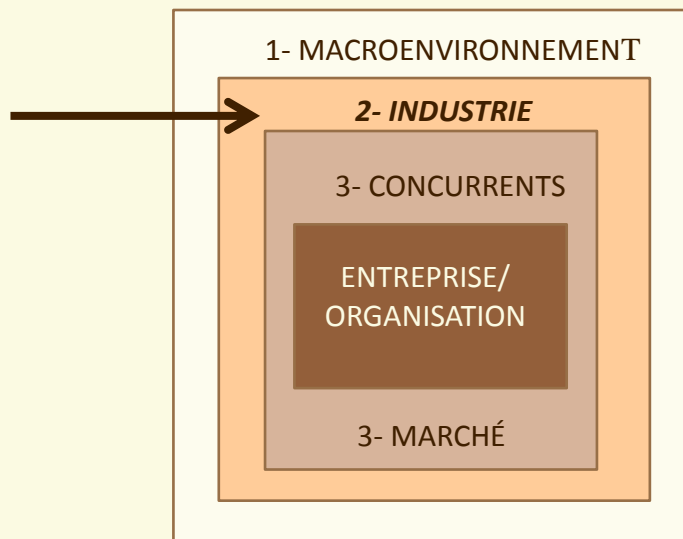 1- MACROENVIRONNEMENT
2- INDUSTRIE
3- CONCURRENTS
ENTREPRISE/
ORGANISATION
3- MARCHÉ